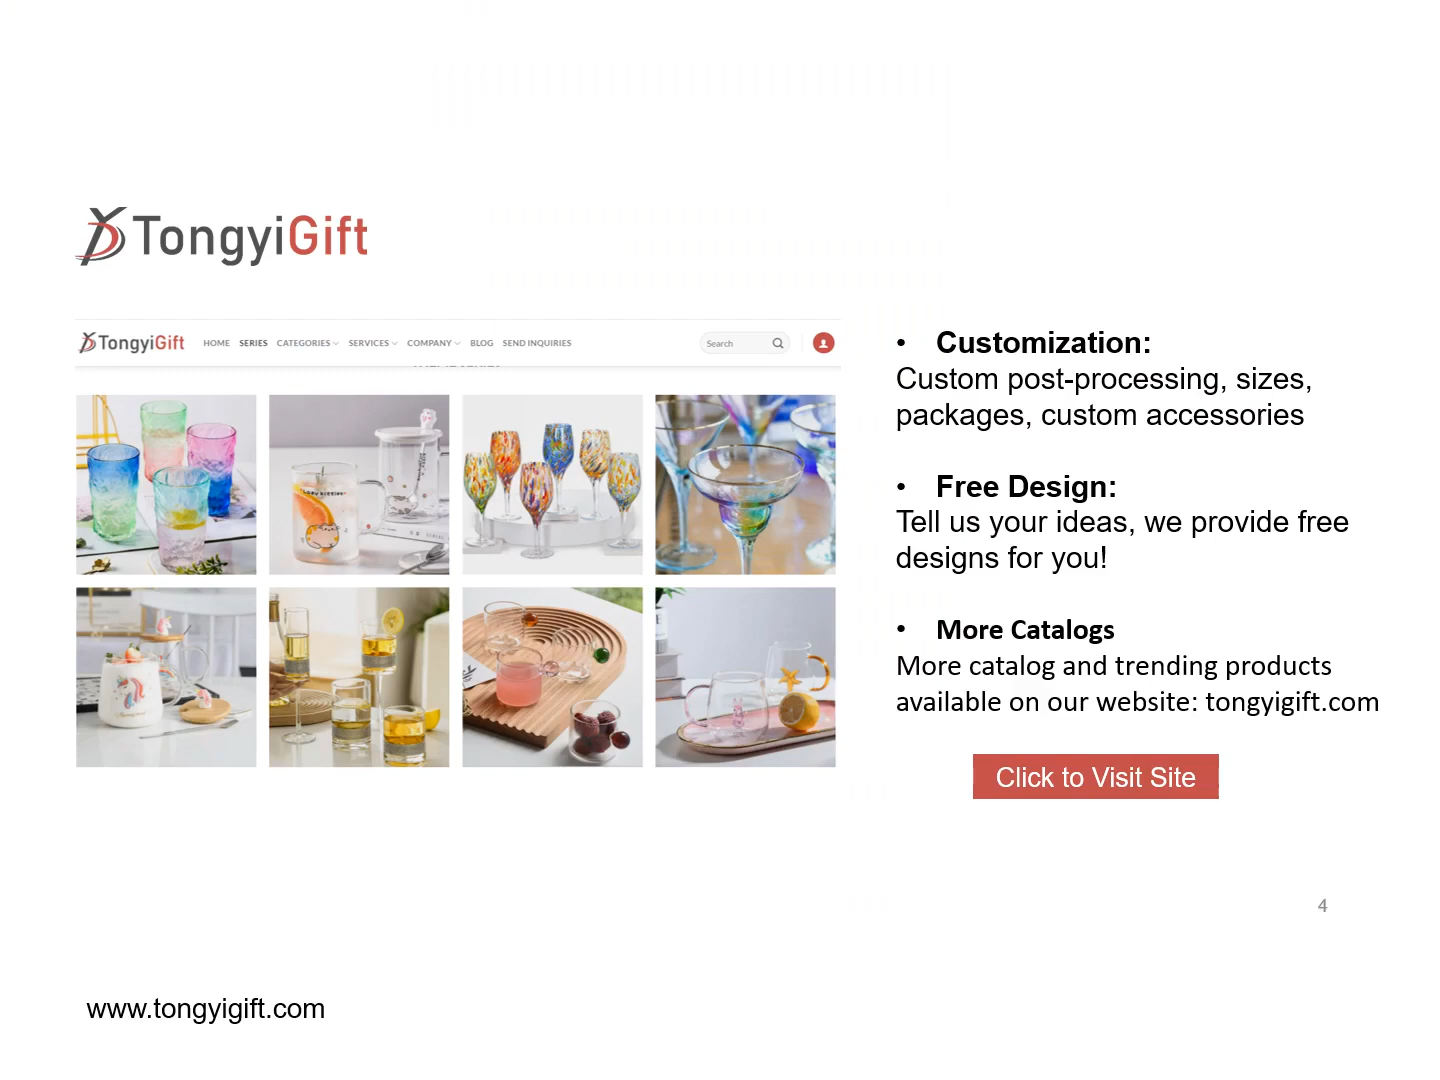 TongyiGift
TongyiGift HOME SERIES CATEGORIES SERVICES COMPANY BLOG SEND INQUIRIES Search
• Customization:
Custom post-processing, sizes,
packages, custom accessories
• Free Design:
Tell us your ideas, we provide free
designs for you!
• More Catalogs
More catalog and trending products
available on our website: tongyigift.com
Click to Visit Site
4
www.tongyigift.com